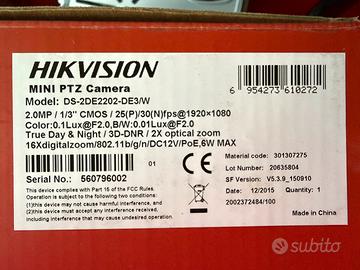 HIKVISION
MINI PTZ Camera
Model: DS-2DE2202-DE3/W
6 954273 610272
2.0MP / 1/3" CMOS / 25(P)/30(N)fps@1920×1080
Color:0.1Lux@F2.0,B/W:0.01Lux@F2.0
True Day & Night / 3D-DNR / 2X optical zoom
16Xdigitalzoom/802.11b/g/n/DC12V/PoE,6W MAX
01
Serial No. 560796002
Material 301307275
Lot No. 20635804
SF Version V5.3.9_150910
This device complies with Part 15 of the FCC Rules.
Operation is subject to the following two conditions:
(1) this device may not cause harmful interference, and
(2) this device must accept any interference received,
including interference that may cause undesired operation.
Date 12/2015 Quantity 1
2002372484/100
Made in China
subito